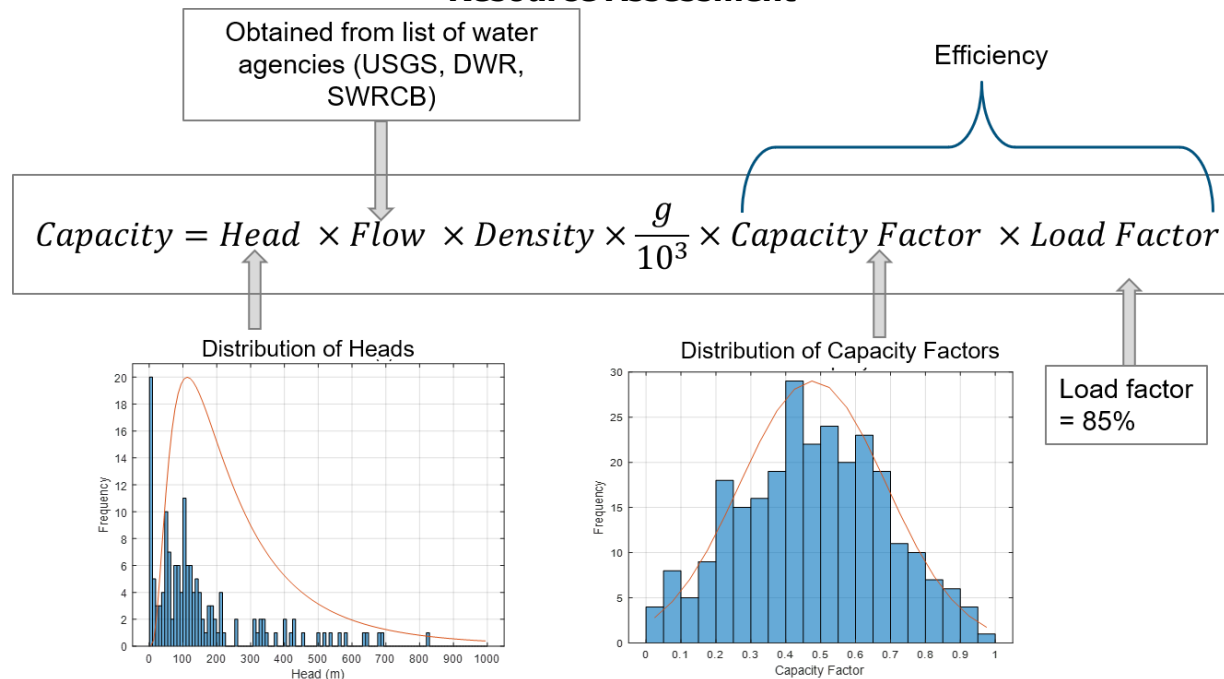 Resource Assessment
Obtained from list of water
agencies (USGS, DWR,
SWRCB)
Efficiency
Capacity = Head × Flow × Density × g/10³ × Capacity Factor × Load Factor
Distribution of Heads
20
18
16
14
12
10
8
6
4
2
0
Frequency
0 100 200 300 400 500 600 700 800 900 1000
Head (m)
Distribution of Capacity Factors
30
25
20
15
10
5
0
Frequency
0 0.1 0.2 0.3 0.4 0.5 0.6 0.7 0.8 0.9 1
Capacity Factor
Load factor
= 85%